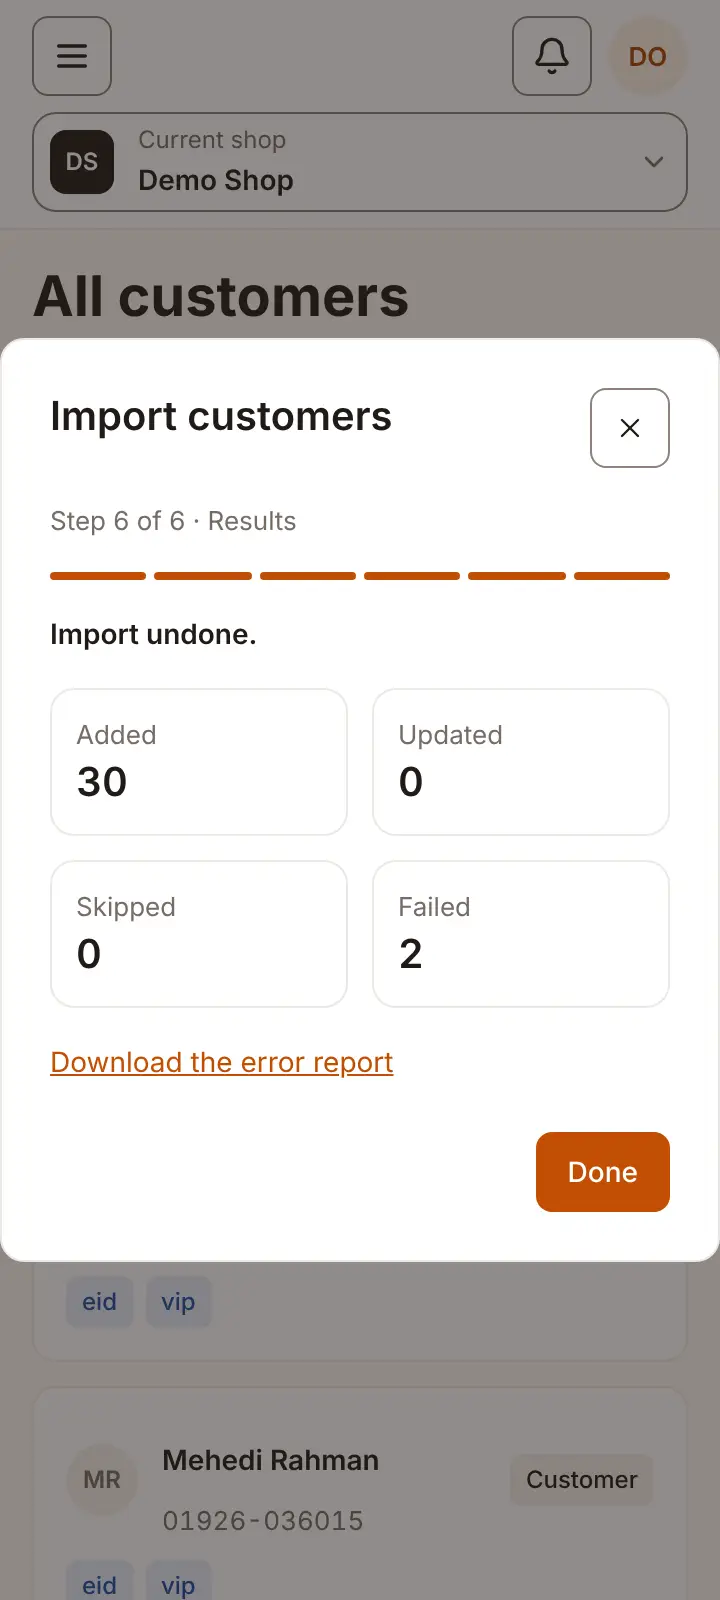 DO
DS
Current shop
Demo Shop
All customers
Import customers
Step 6 of 6 · Results
Import undone.
Added
30
Updated
0
Skipped
0
Failed
2
Download the error report
Done
eid
vip
MR
Mehedi Rahman
Customer
01926-036015
eid
vip